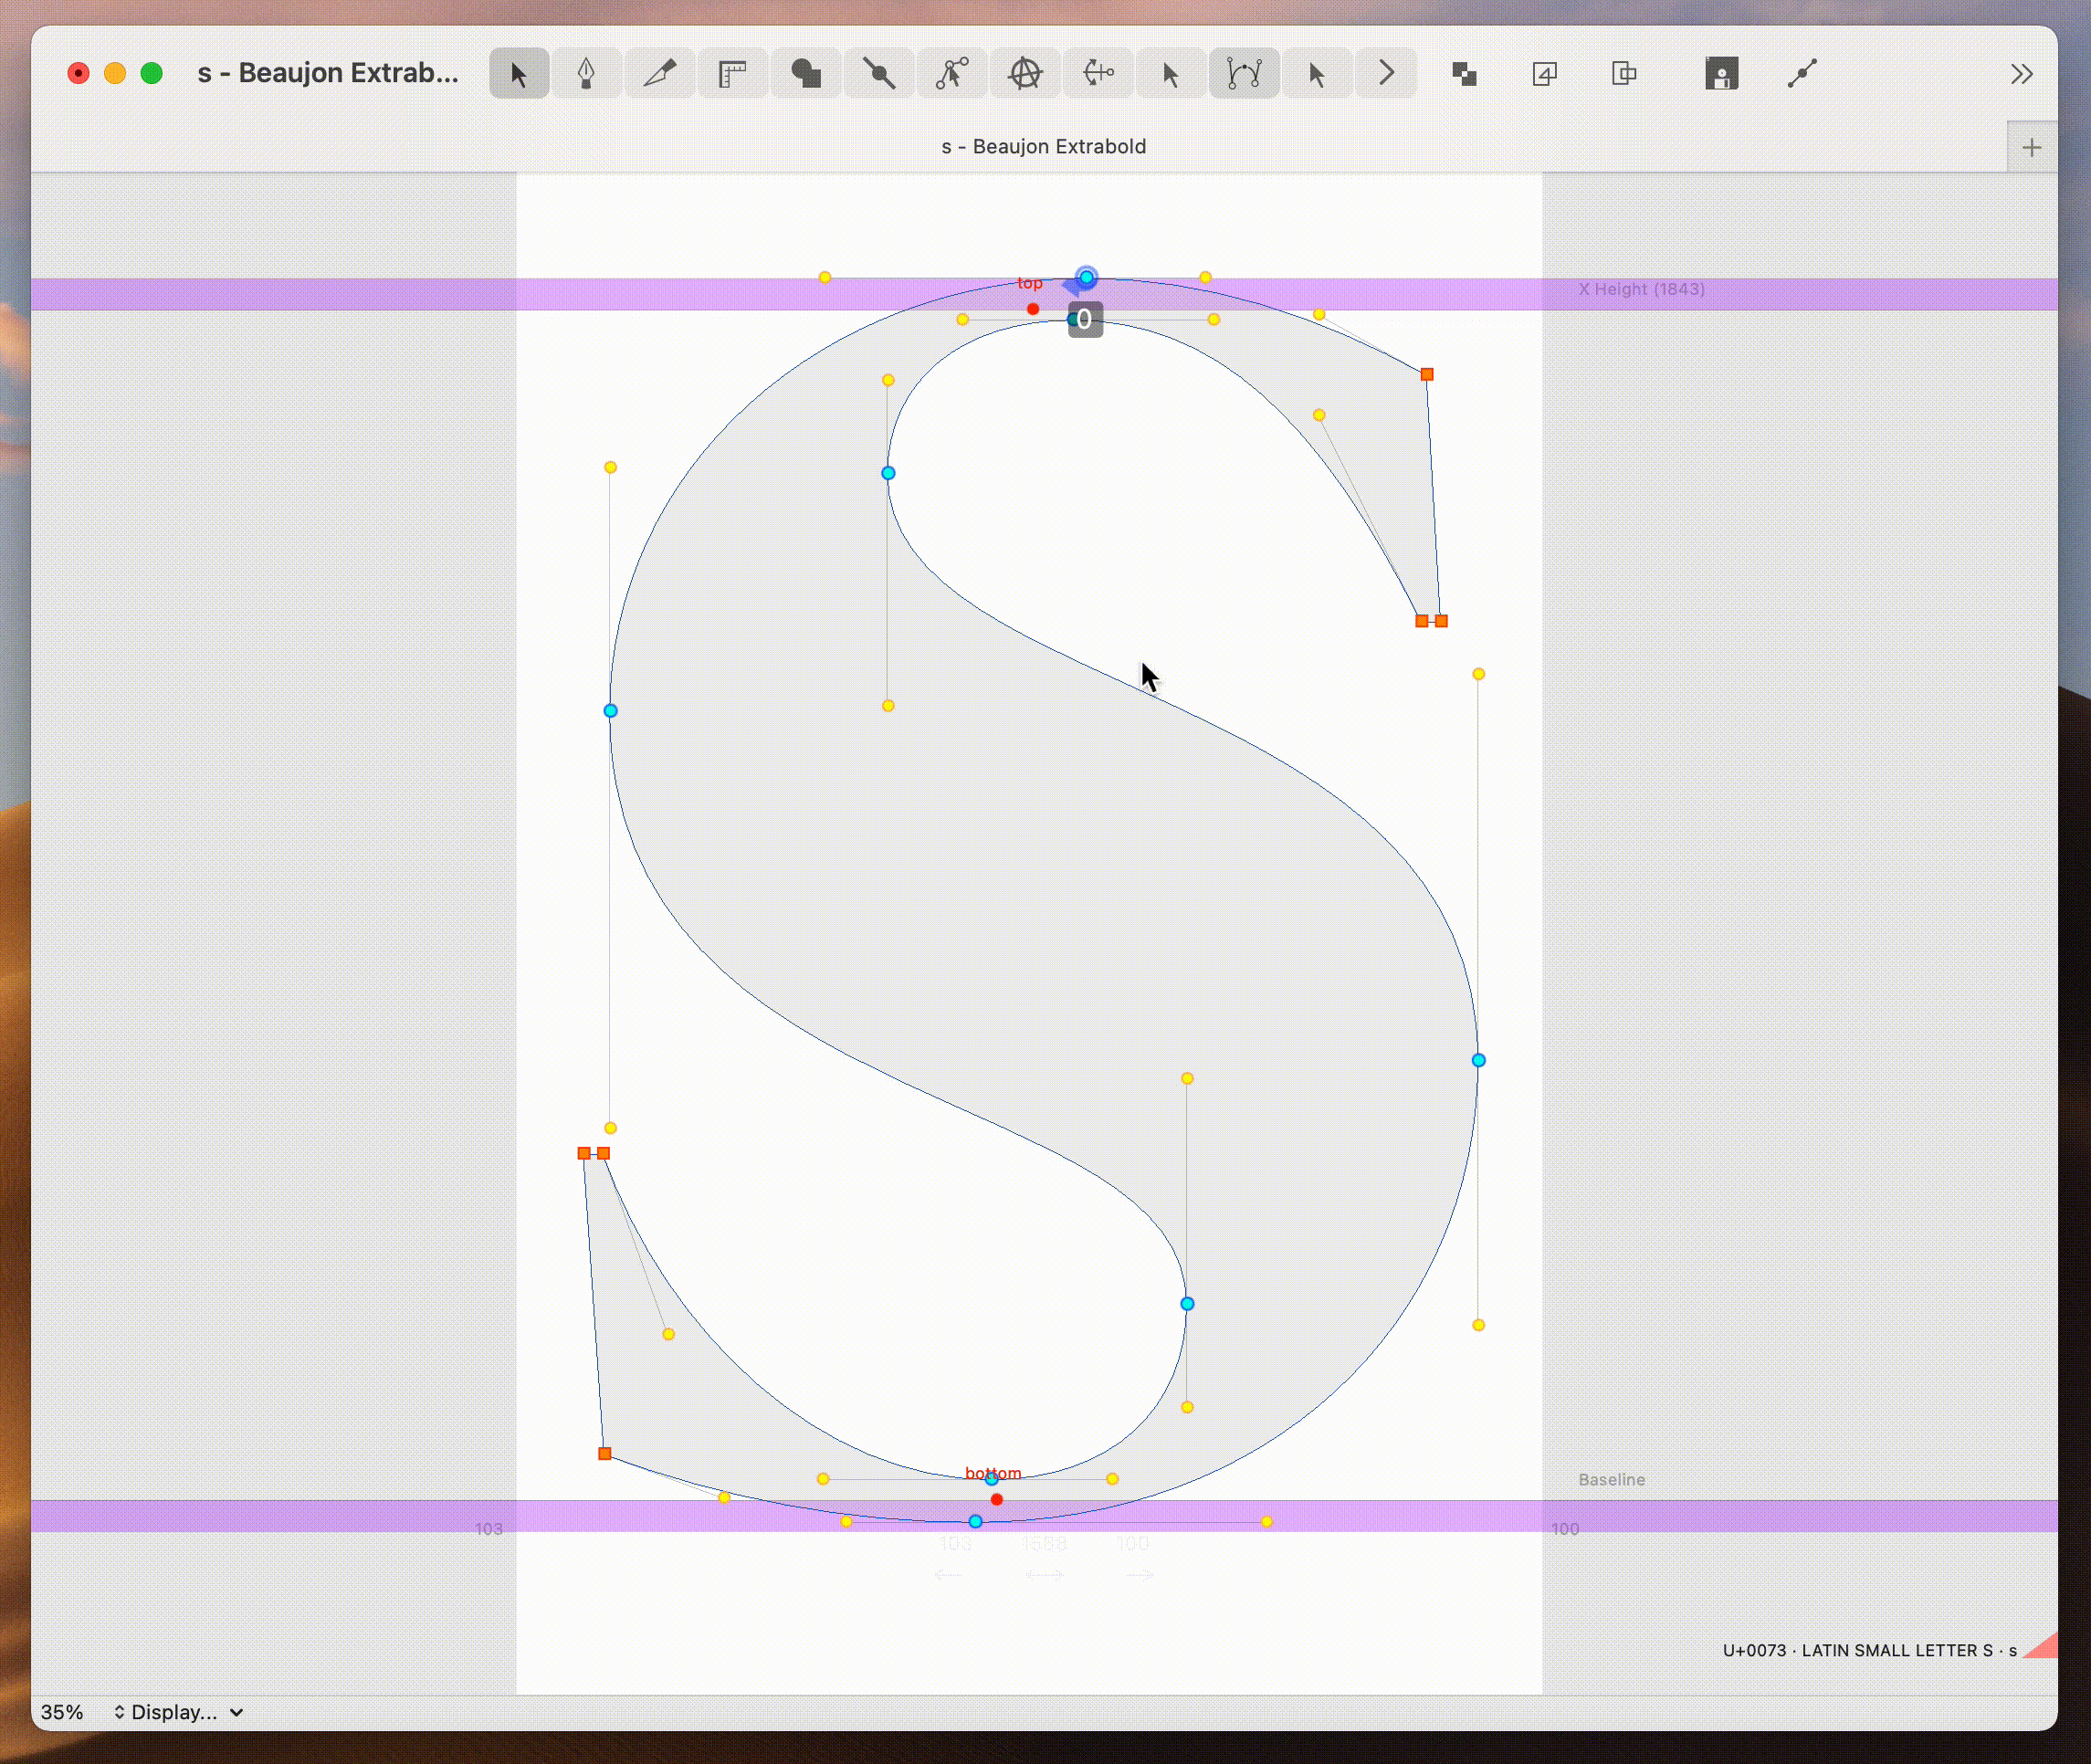 s - Beaujon Extrab...
s - Beaujon Extrabold
top
X Height (1843)
0
bottom
Baseline
103
100
103 1588 100
U+0073 · LATIN SMALL LETTER S · s
35% Display...